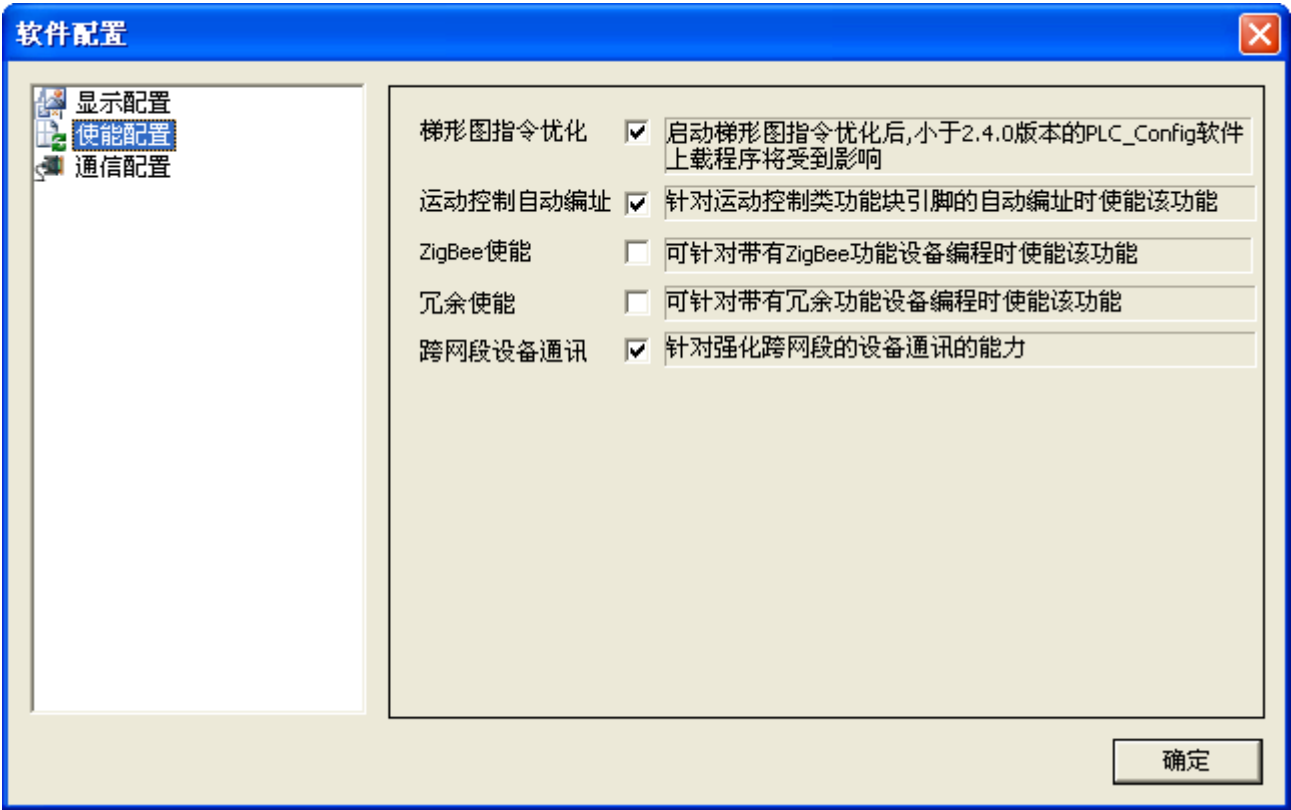 软件配置
显示配置
使能配置
通信配置
梯形图指令优化
启动梯形图指令优化后,小于2.4.0版本的PLC_Config软件
上载程序将受到影响
运动控制自动编址
针对运动控制类功能块引脚的自动编址时使能该功能
ZigBee使能
可针对带有ZigBee功能设备编程时使能该功能
冗余使能
可针对带有冗余功能设备编程时使能该功能
跨网段设备通讯
针对强化跨网段的设备通讯的能力
确定